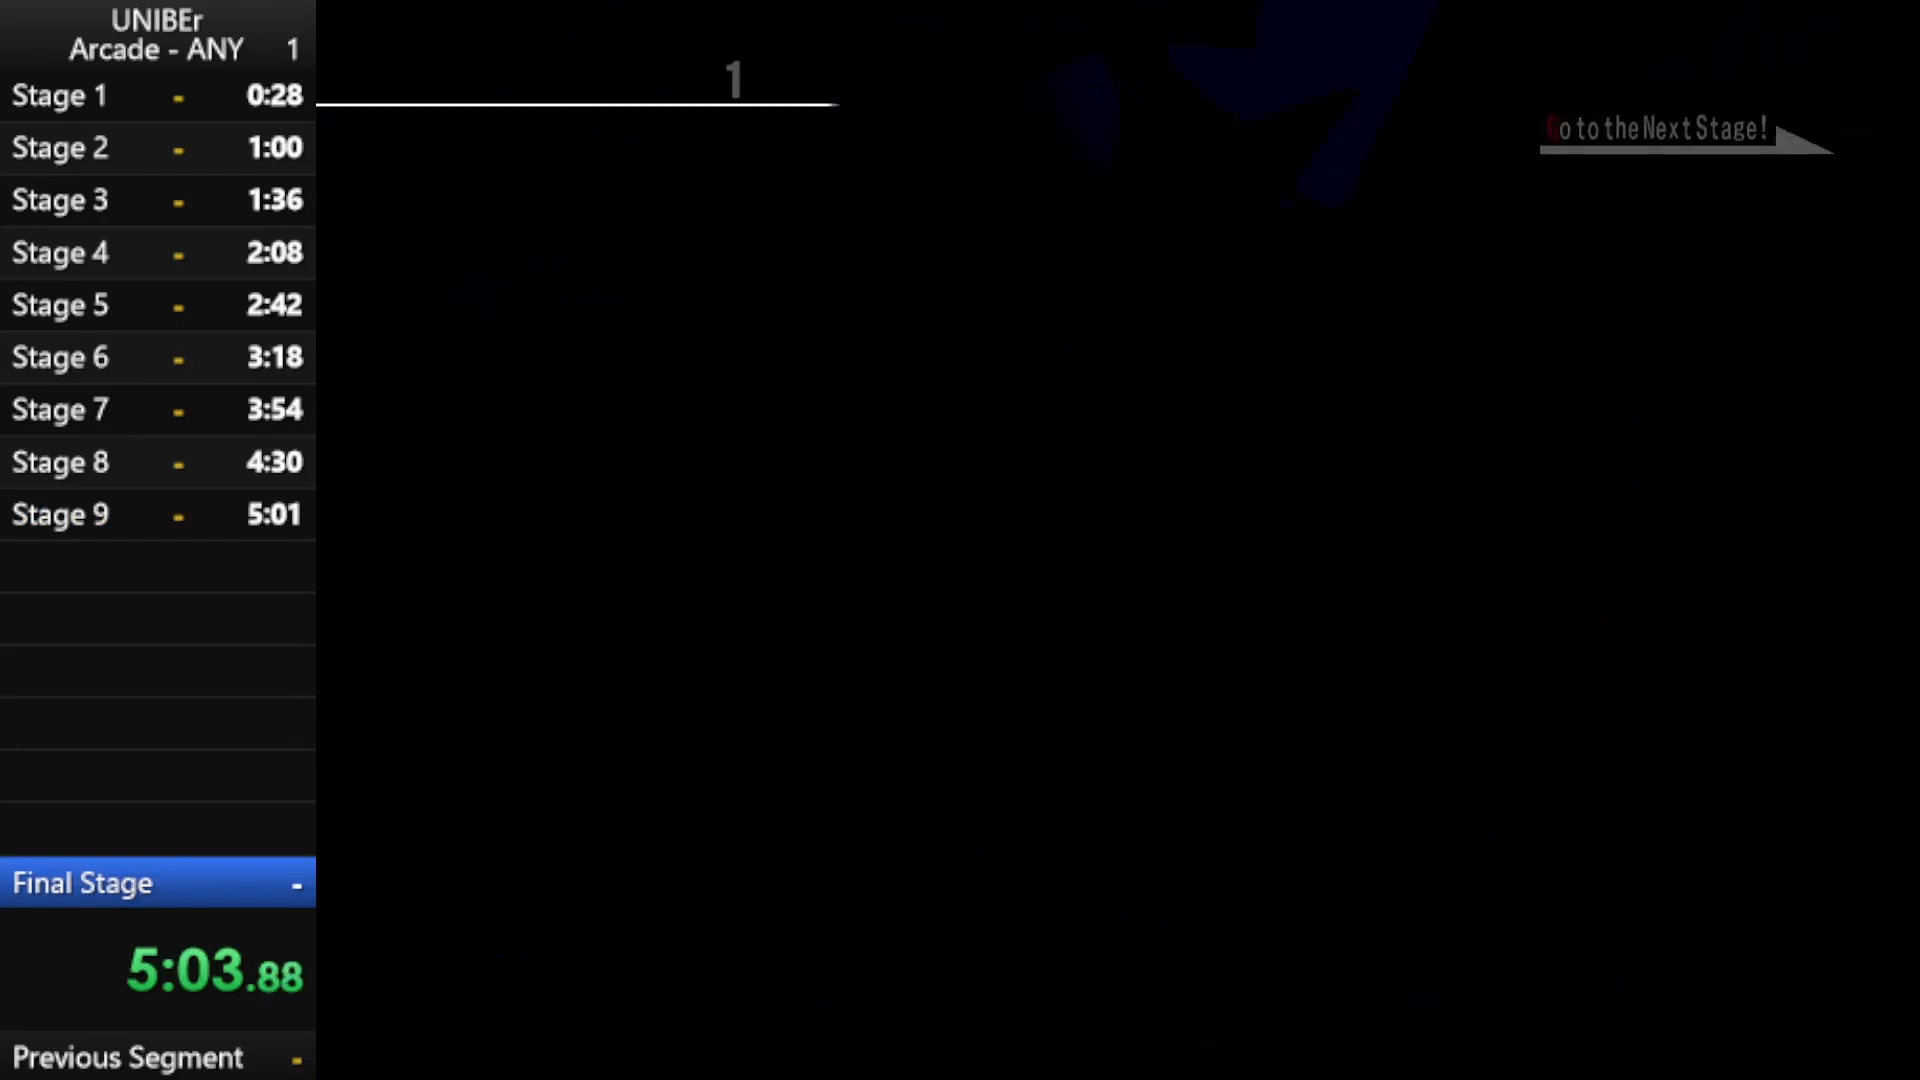 UNIBEr
Arcade - ANY 1
Stage 1 - 0:28
Stage 2 - 1:00
Stage 3 - 1:36
Stage 4 - 2:08
Stage 5 - 2:42
Stage 6 - 3:18
Stage 7 - 3:54
Stage 8 - 4:30
Stage 9 - 5:01
Final Stage -
5:03.88
Previous Segment -
1
Go to the Next Stage!